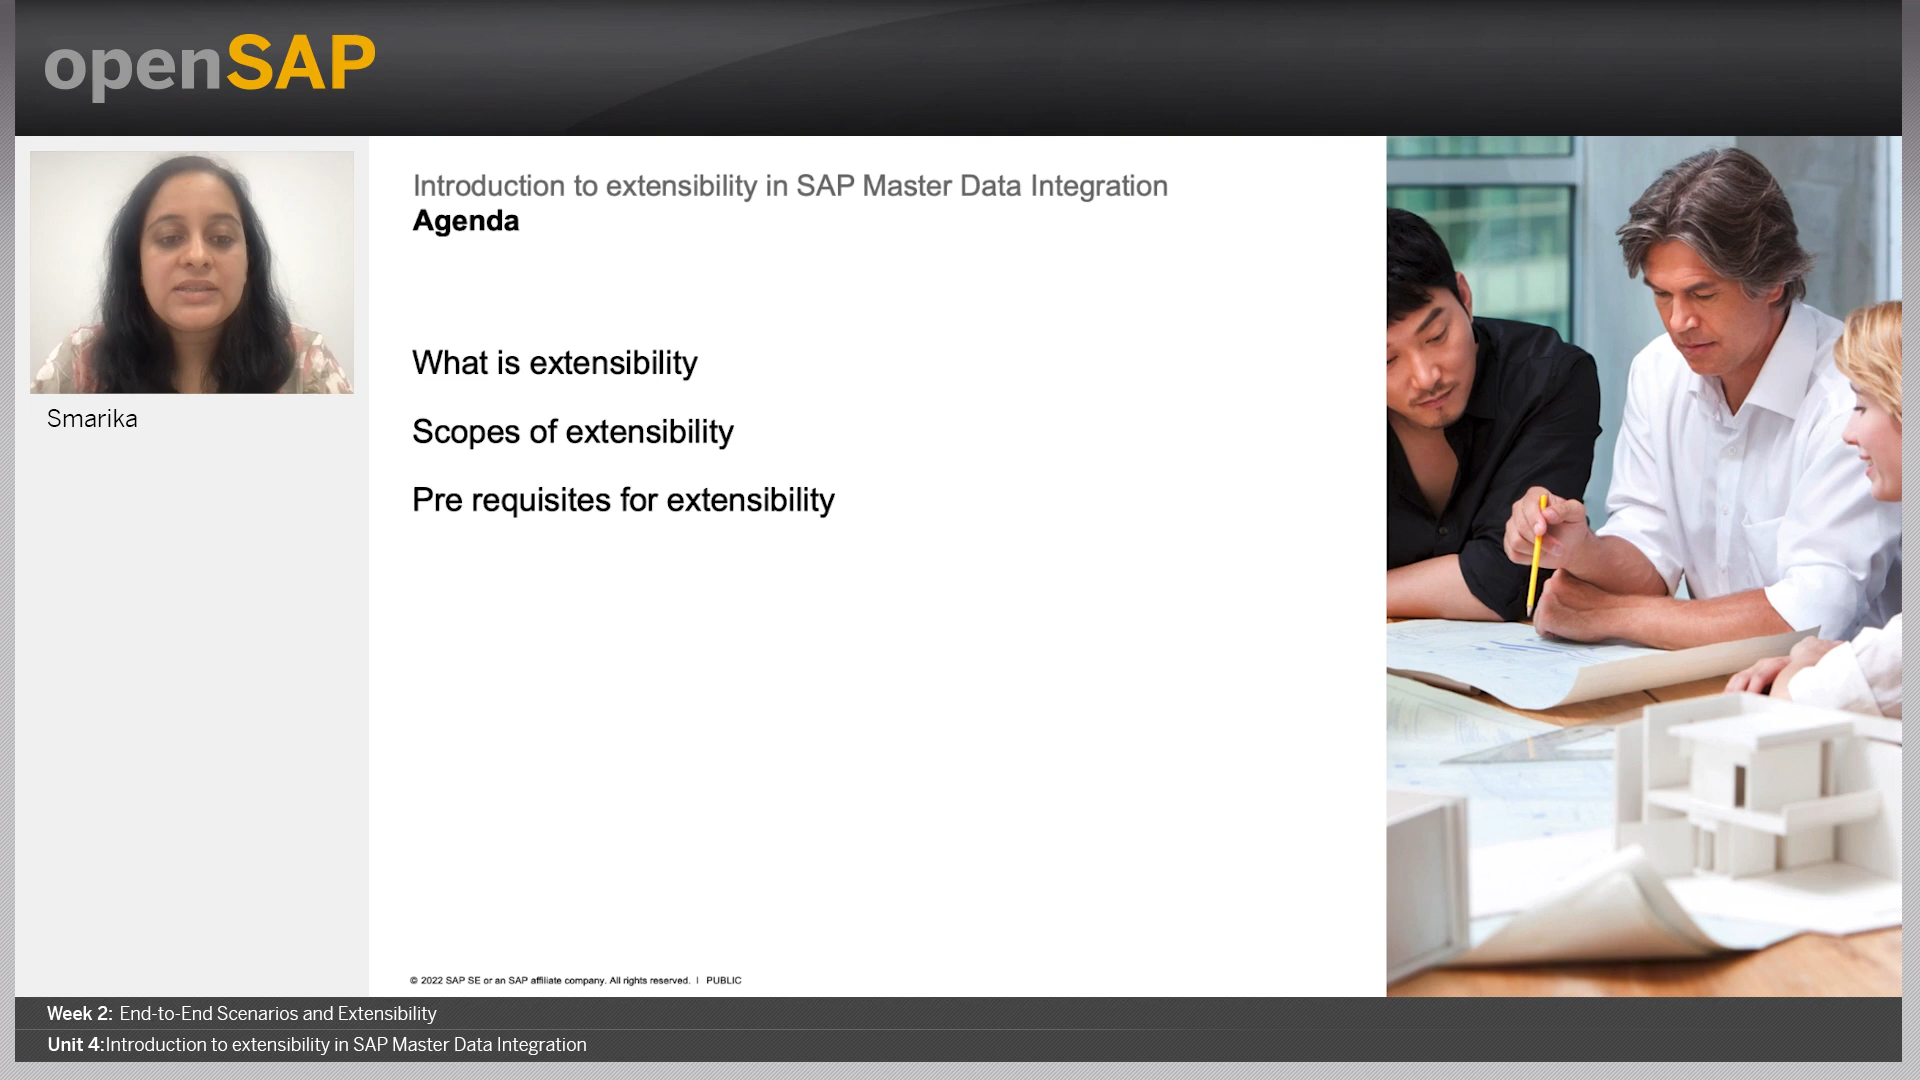 openSAP
Smarika
Introduction to extensibility in SAP Master Data Integration
Agenda
What is extensibility
Scopes of extensibility
Pre requisites for extensibility
© 2022 SAP SE or an SAP affiliate company. All rights reserved. | PUBLIC
Week 2: End-to-End Scenarios and Extensibility
Unit 4:Introduction to extensibility in SAP Master Data Integration